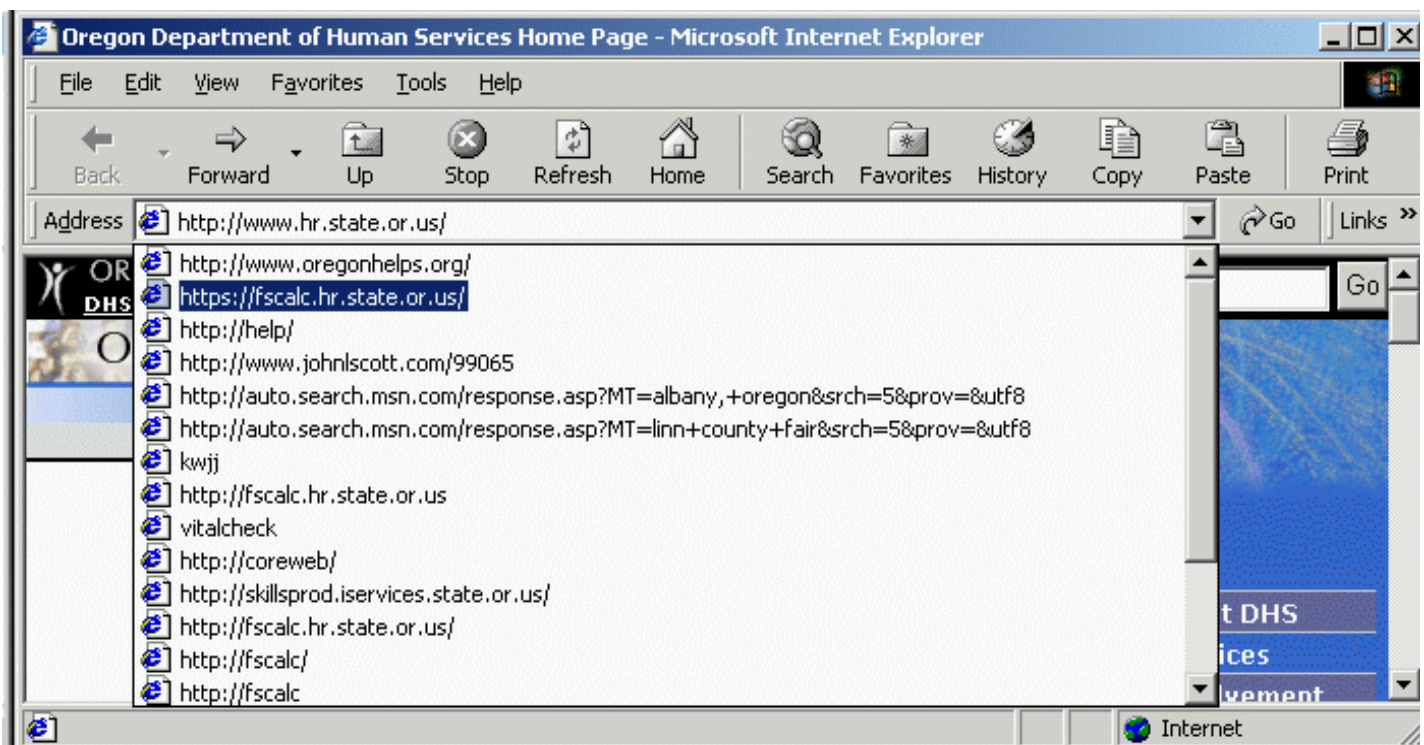 Oregon Department of Human Services Home Page - Microsoft Internet Explorer
File Edit View Favorites Tools Help
Back Forward Up Stop Refresh Home Search Favorites History Copy Paste Print
Address http://www.hr.state.or.us/ Go Links »
OR http://www.oregonhelps.org/ Go
DHS https://fscalc.hr.state.or.us/
http://help/
O http://www.johnlscott.com/99065
http://auto.search.msn.com/response.asp?MT=albany,+oregon&srch=5&prov=&utf8
http://auto.search.msn.com/response.asp?MT=linn+county+fair&srch=5&prov=&utf8
kwjj
http://fscalc.hr.state.or.us
vitalcheck
http://coreweb/
http://skillsprod.iservices.state.or.us/
http://fscalc.hr.state.or.us/ t DHS
http://fscalc/ ices
http://fscalc vement
Internet